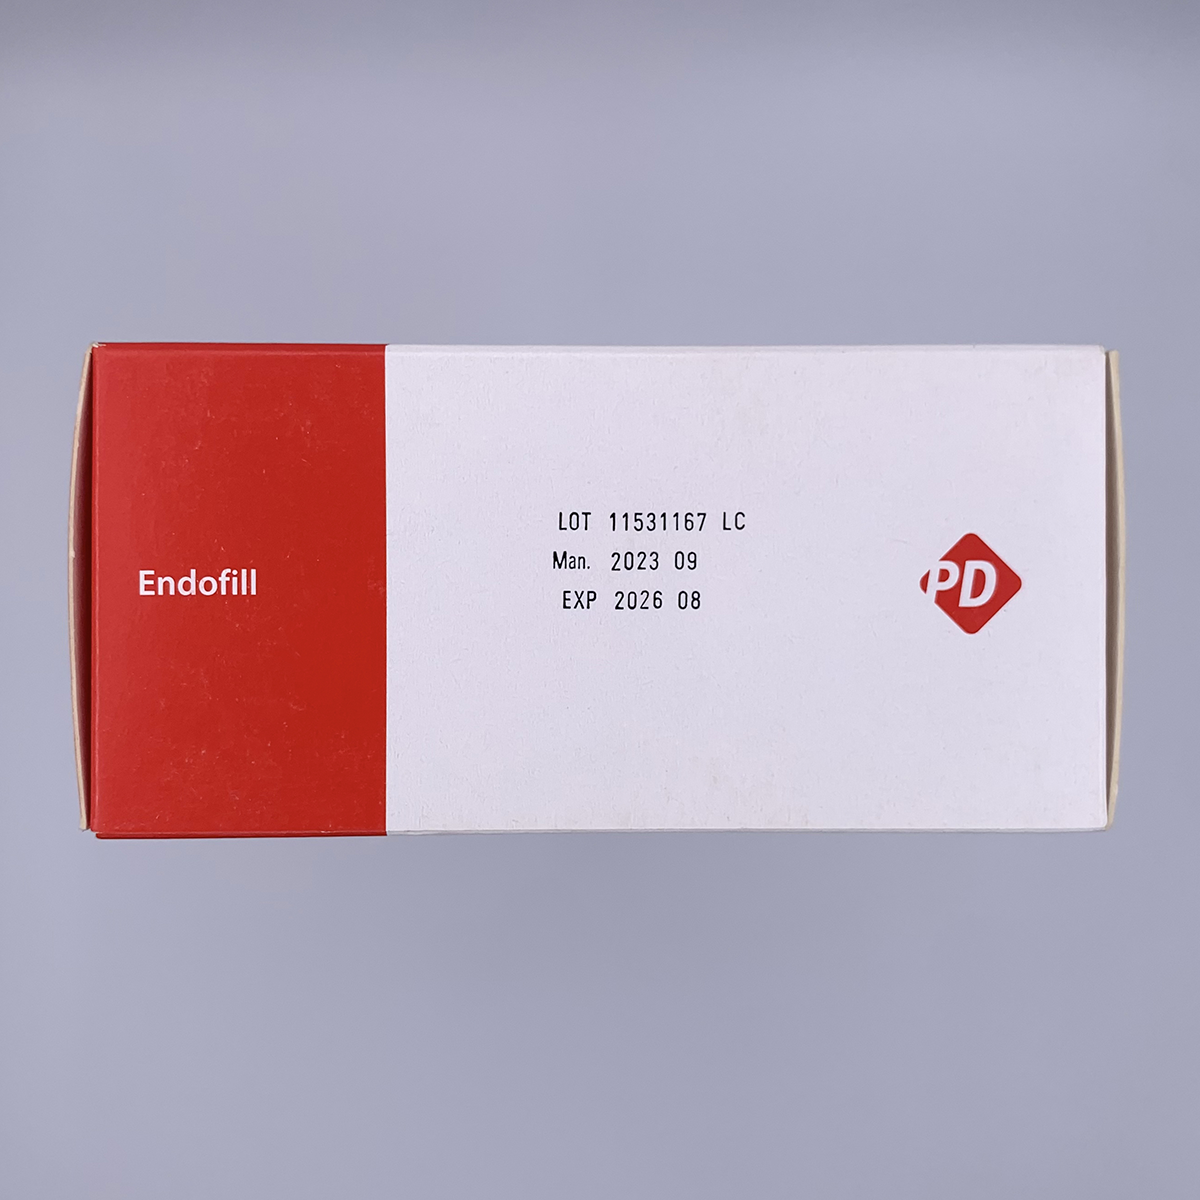 Endofill
LOT 11531167 LC
Man. 2023 09
EXP 2026 08
PD